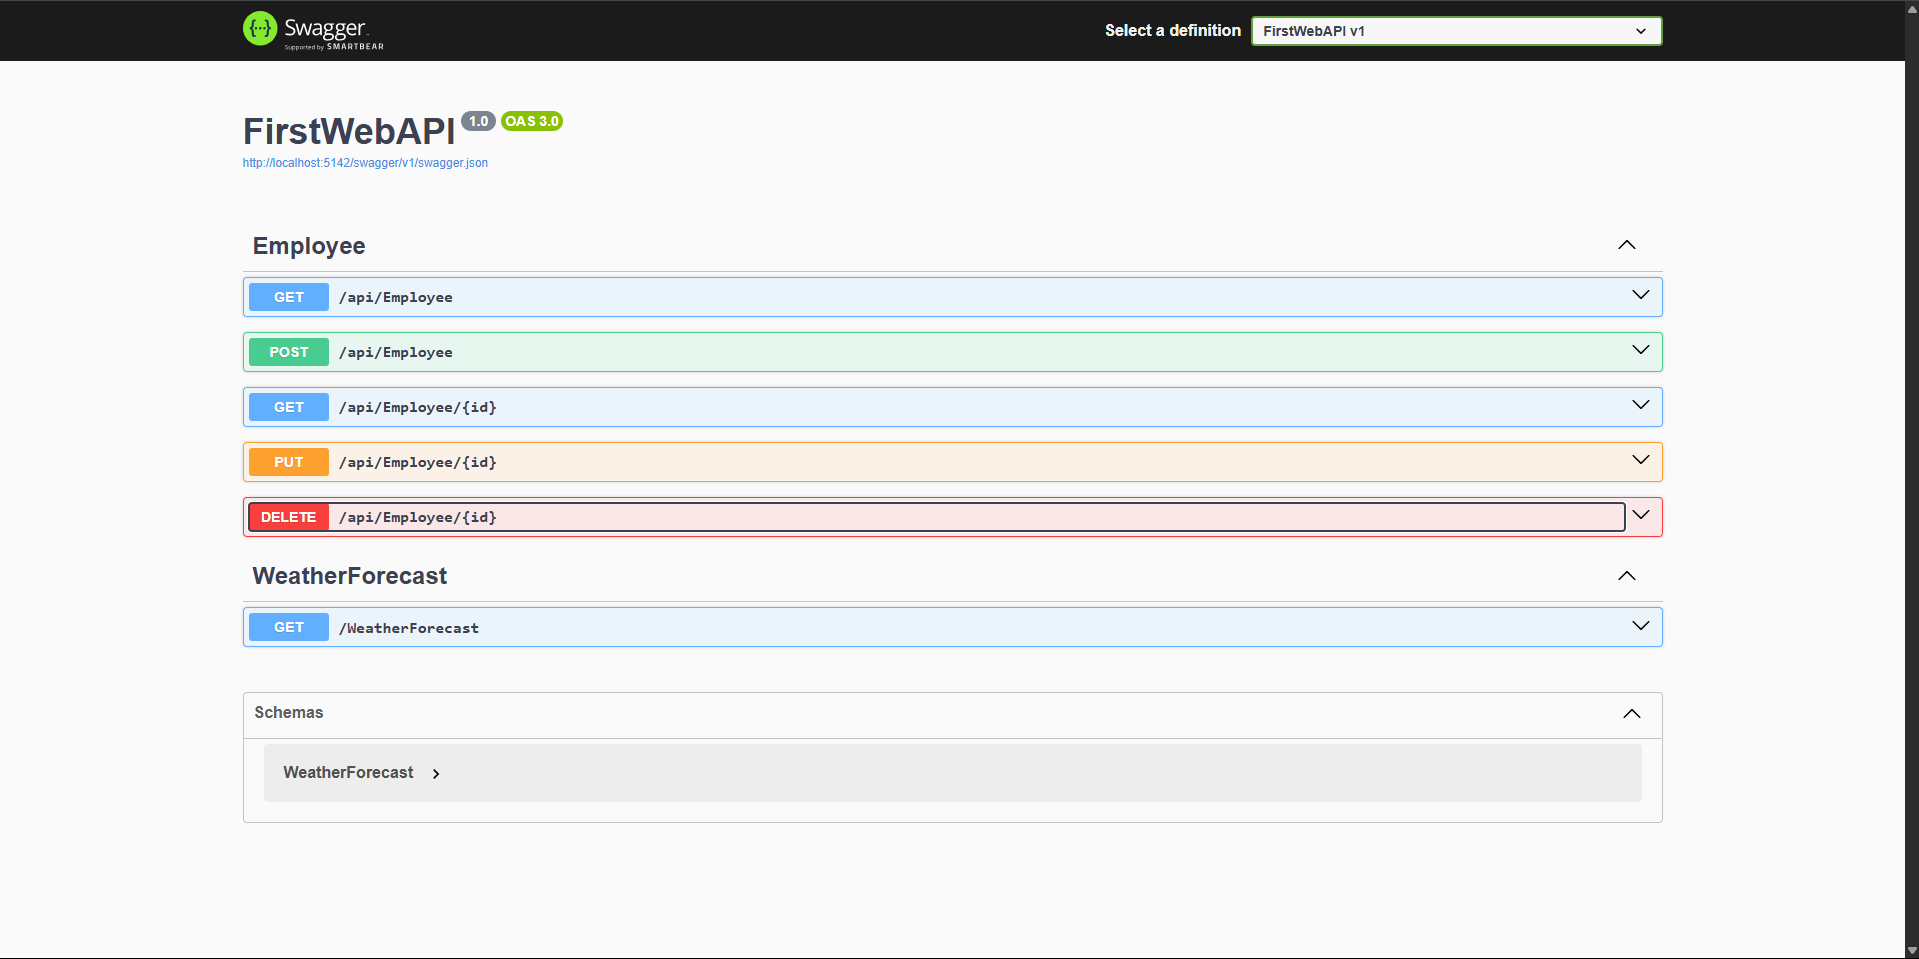 Swagger
Supported by SMARTBEAR
Select a definition
FirstWebAPI v1
FirstWebAPI 1.0 OAS 3.0
http://localhost:5142/swagger/v1/swagger.json
Employee
GET /api/Employee
POST /api/Employee
GET /api/Employee/{id}
PUT /api/Employee/{id}
DELETE /api/Employee/{id}
WeatherForecast
GET /WeatherForecast
Schemas
WeatherForecast